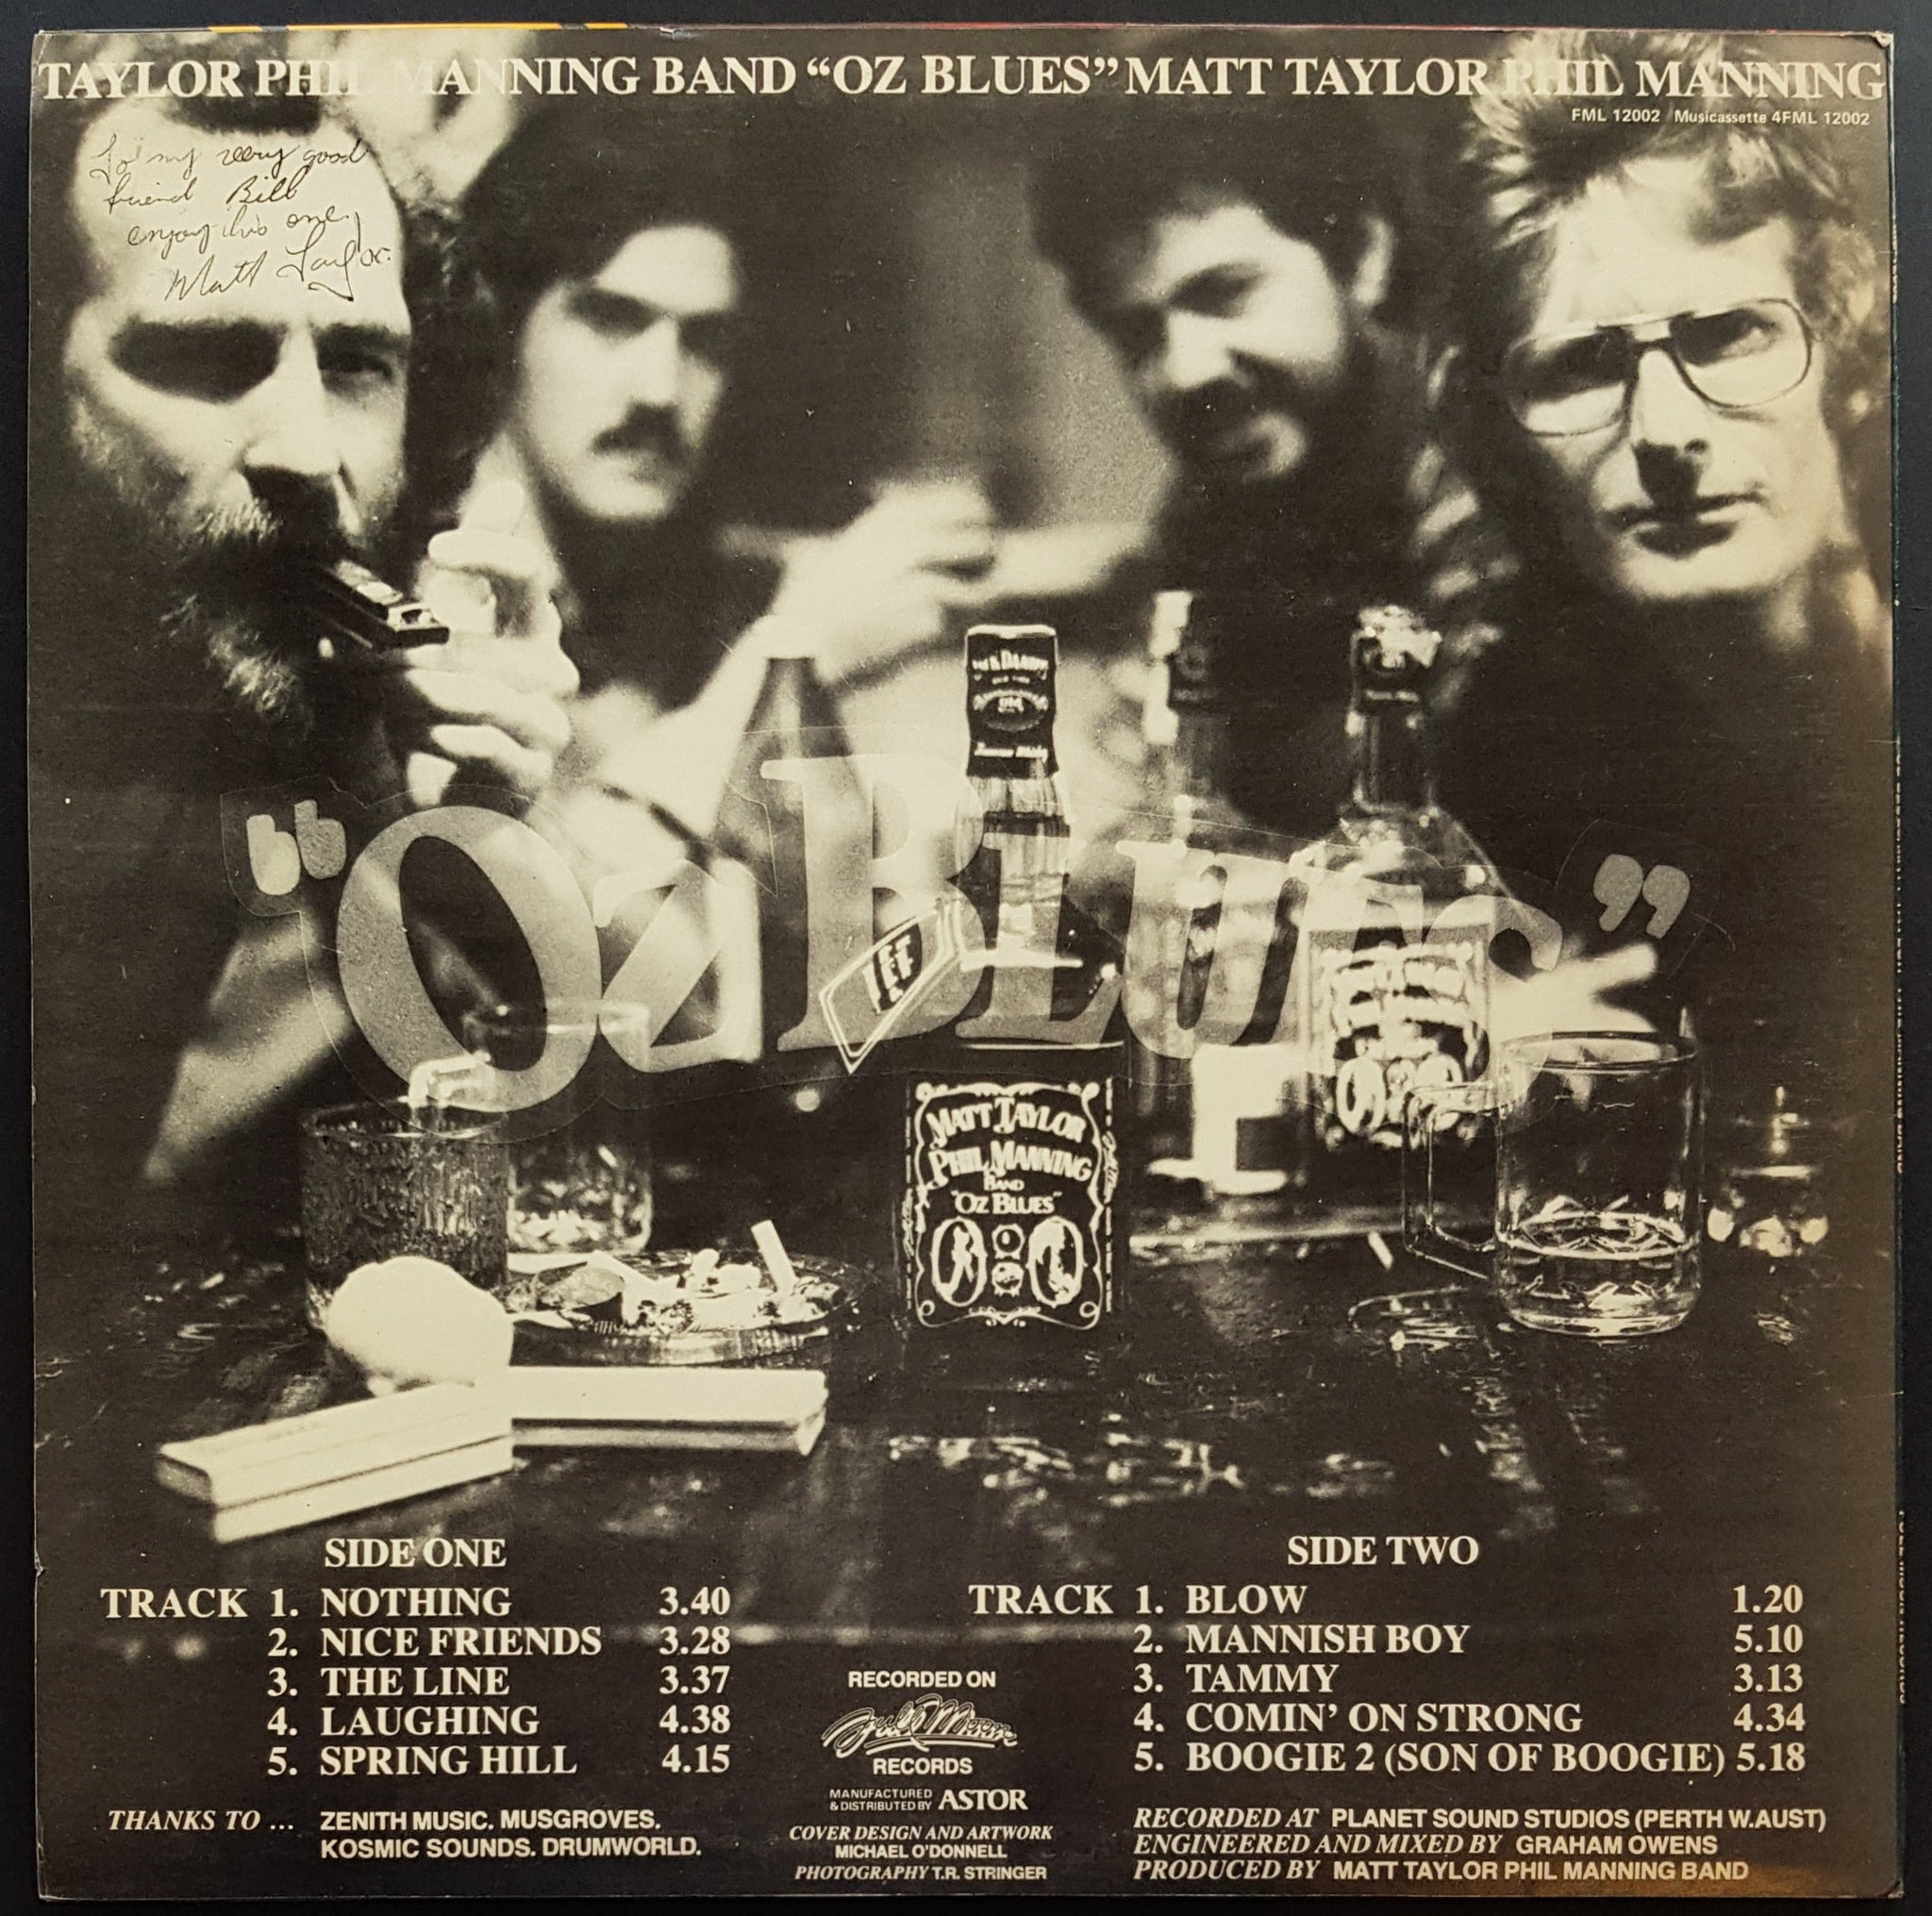 TAYLOR PHIL MANNING BAND “OZ BLUES” MATT TAYLOR PHIL MANNING
FML 12002 Musicassette 4FML 12002
To my very good
friend Bill
enjoy this one.
Matt Taylor.
“OZ BLUES”
MATT TAYLOR
PHIL MANNING
BAND
"OZ BLUES"
SIDE ONE
TRACK 1. NOTHING 3.40
2. NICE FRIENDS 3.28
3. THE LINE 3.37
4. LAUGHING 4.38
5. SPRING HILL 4.15
SIDE TWO
TRACK 1. BLOW 1.20
2. MANNISH BOY 5.10
3. TAMMY 3.13
4. COMIN’ ON STRONG 4.34
5. BOOGIE 2 (SON OF BOOGIE) 5.18
THANKS TO ... ZENITH MUSIC. MUSGROVES.
KOSMIC SOUNDS. DRUMWORLD.
RECORDED ON
Full Moon
RECORDS
MANUFACTURED
& DISTRIBUTED BY ASTOR
COVER DESIGN AND ARTWORK
MICHAEL O'DONNELL
PHOTOGRAPHY T.R. STRINGER
RECORDED AT PLANET SOUND STUDIOS (PERTH W.AUST)
ENGINEERED AND MIXED BY GRAHAM OWENS
PRODUCED BY MATT TAYLOR PHIL MANNING BAND